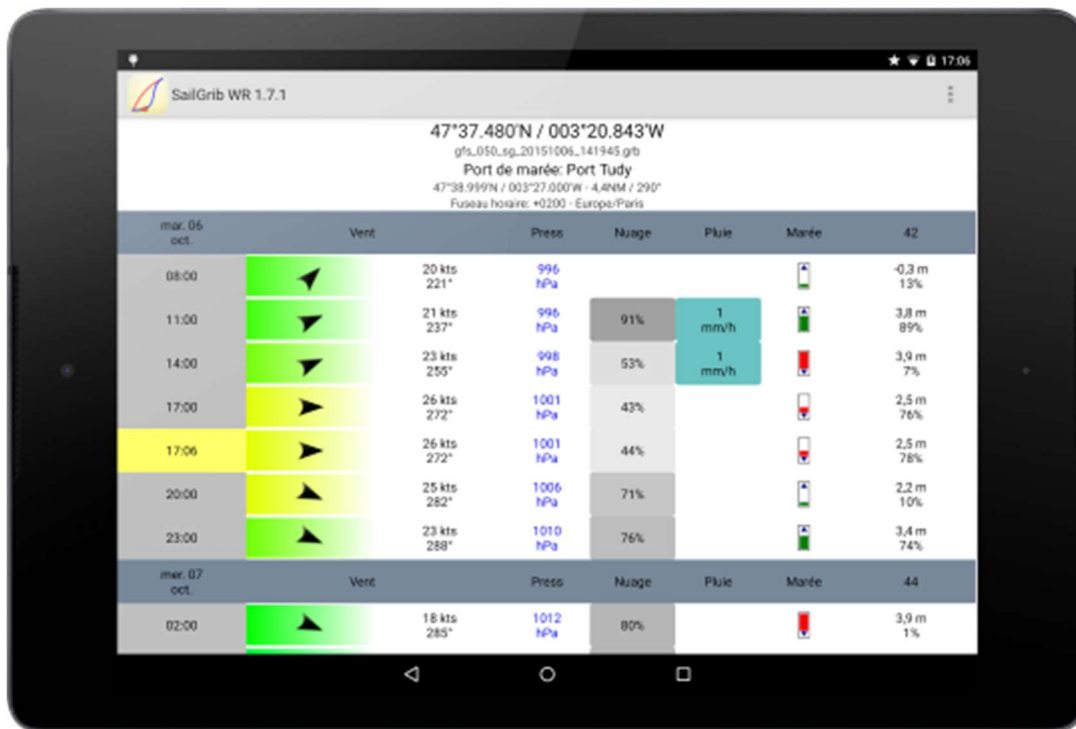 17:06
SailGrib WR 1.7.1
47°37.480'N / 003°20.843'W
gfs_050_sg_20151006_141945.grb
Port de marée: Port Tudy
47°38.999'N / 003°27.000'W - 4,4NM / 290°
Fuseau horaire: +0200 - Europe/Paris
mar. 06 oct. Vent Press Nuage Pluie Marée 42
08:00 20 kts 996 -0,3 m
221° hPa 13%
11:00 21 kts 996 91% 1 3,8 m
237° hPa mm/h 89%
14:00 23 kts 998 53% 1 3,9 m
255° hPa mm/h 7%
17:00 26 kts 1001 43% 2,5 m
272° hPa 76%
17:06 26 kts 1001 44% 2,5 m
272° hPa 78%
20:00 25 kts 1006 71% 2,2 m
282° hPa 10%
23:00 23 kts 1010 76% 3,4 m
288° hPa 74%
mer. 07 oct. Vent Press Nuage Pluie Marée 44
02:00 18 kts 1012 80% 3,9 m
285° hPa 1%